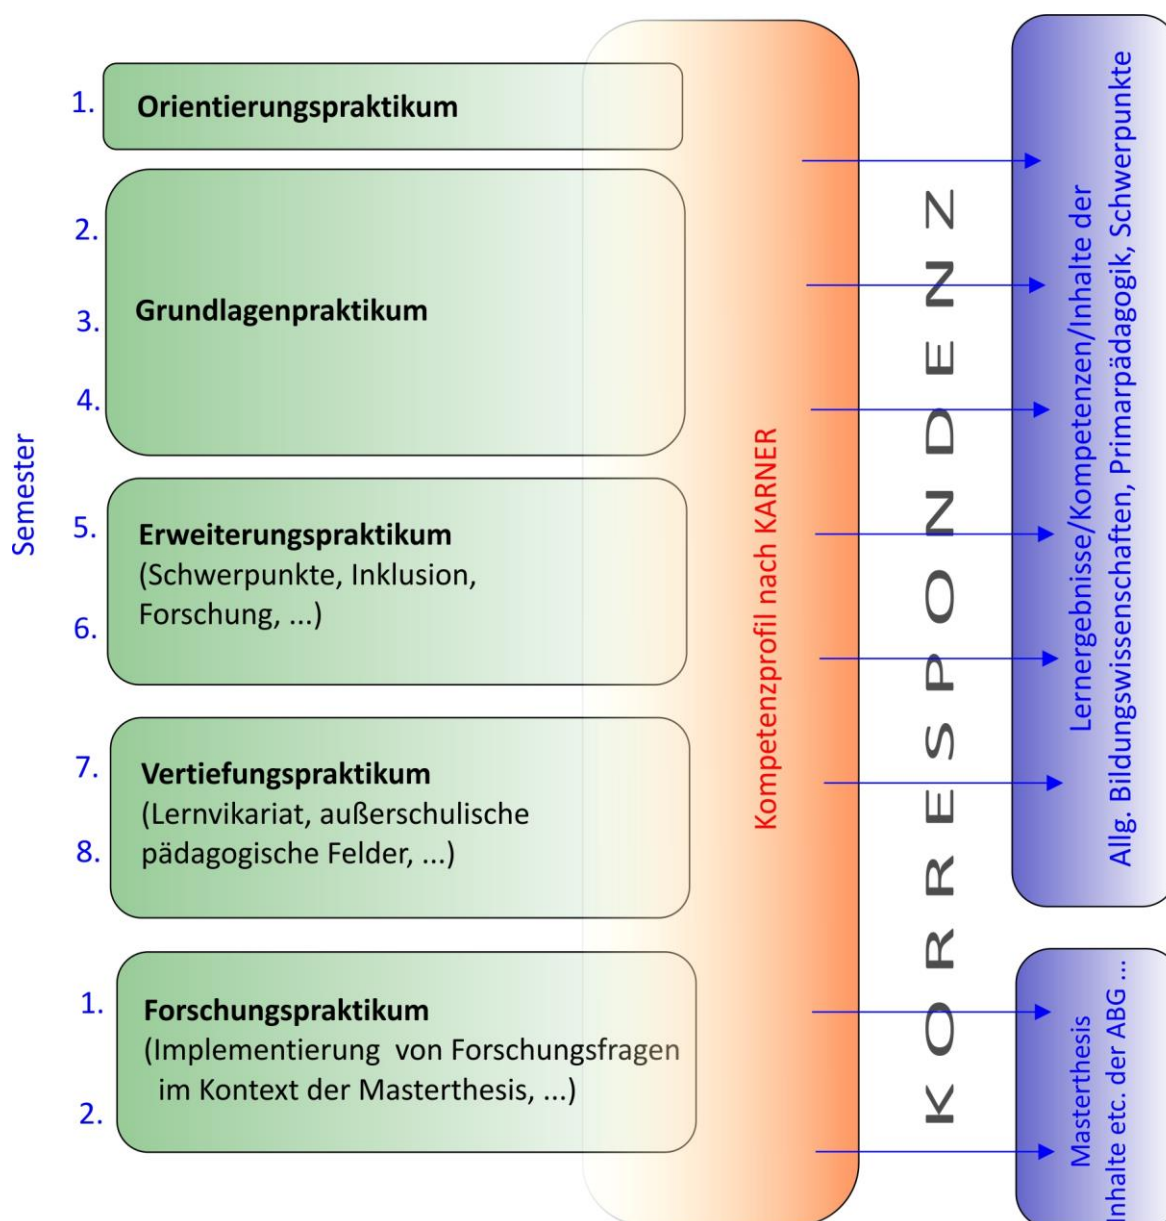 Semester
1.
Orientierungspraktikum
2.
3.
4.
Grundlagenpraktikum
5.
6.
Erweiterungspraktikum
(Schwerpunkte, Inklusion,
Forschung, ...)
7.
8.
Vertiefungspraktikum
(Lernvikariat, außerschulische
pädagogische Felder, ...)
1.
2.
Forschungspraktikum
(Implementierung von Forschungsfragen
im Kontext der Masterthesis, ...)
Kompetenzprofil nach KARNER
KORRESPONDENZ
Lernergebnisse/Kompetenzen/Inhalte der
Allg. Bildungswissenschaften, Primarpädagogik, Schwerpunkte
Masterthesis
Inhalte etc. der ABG ...